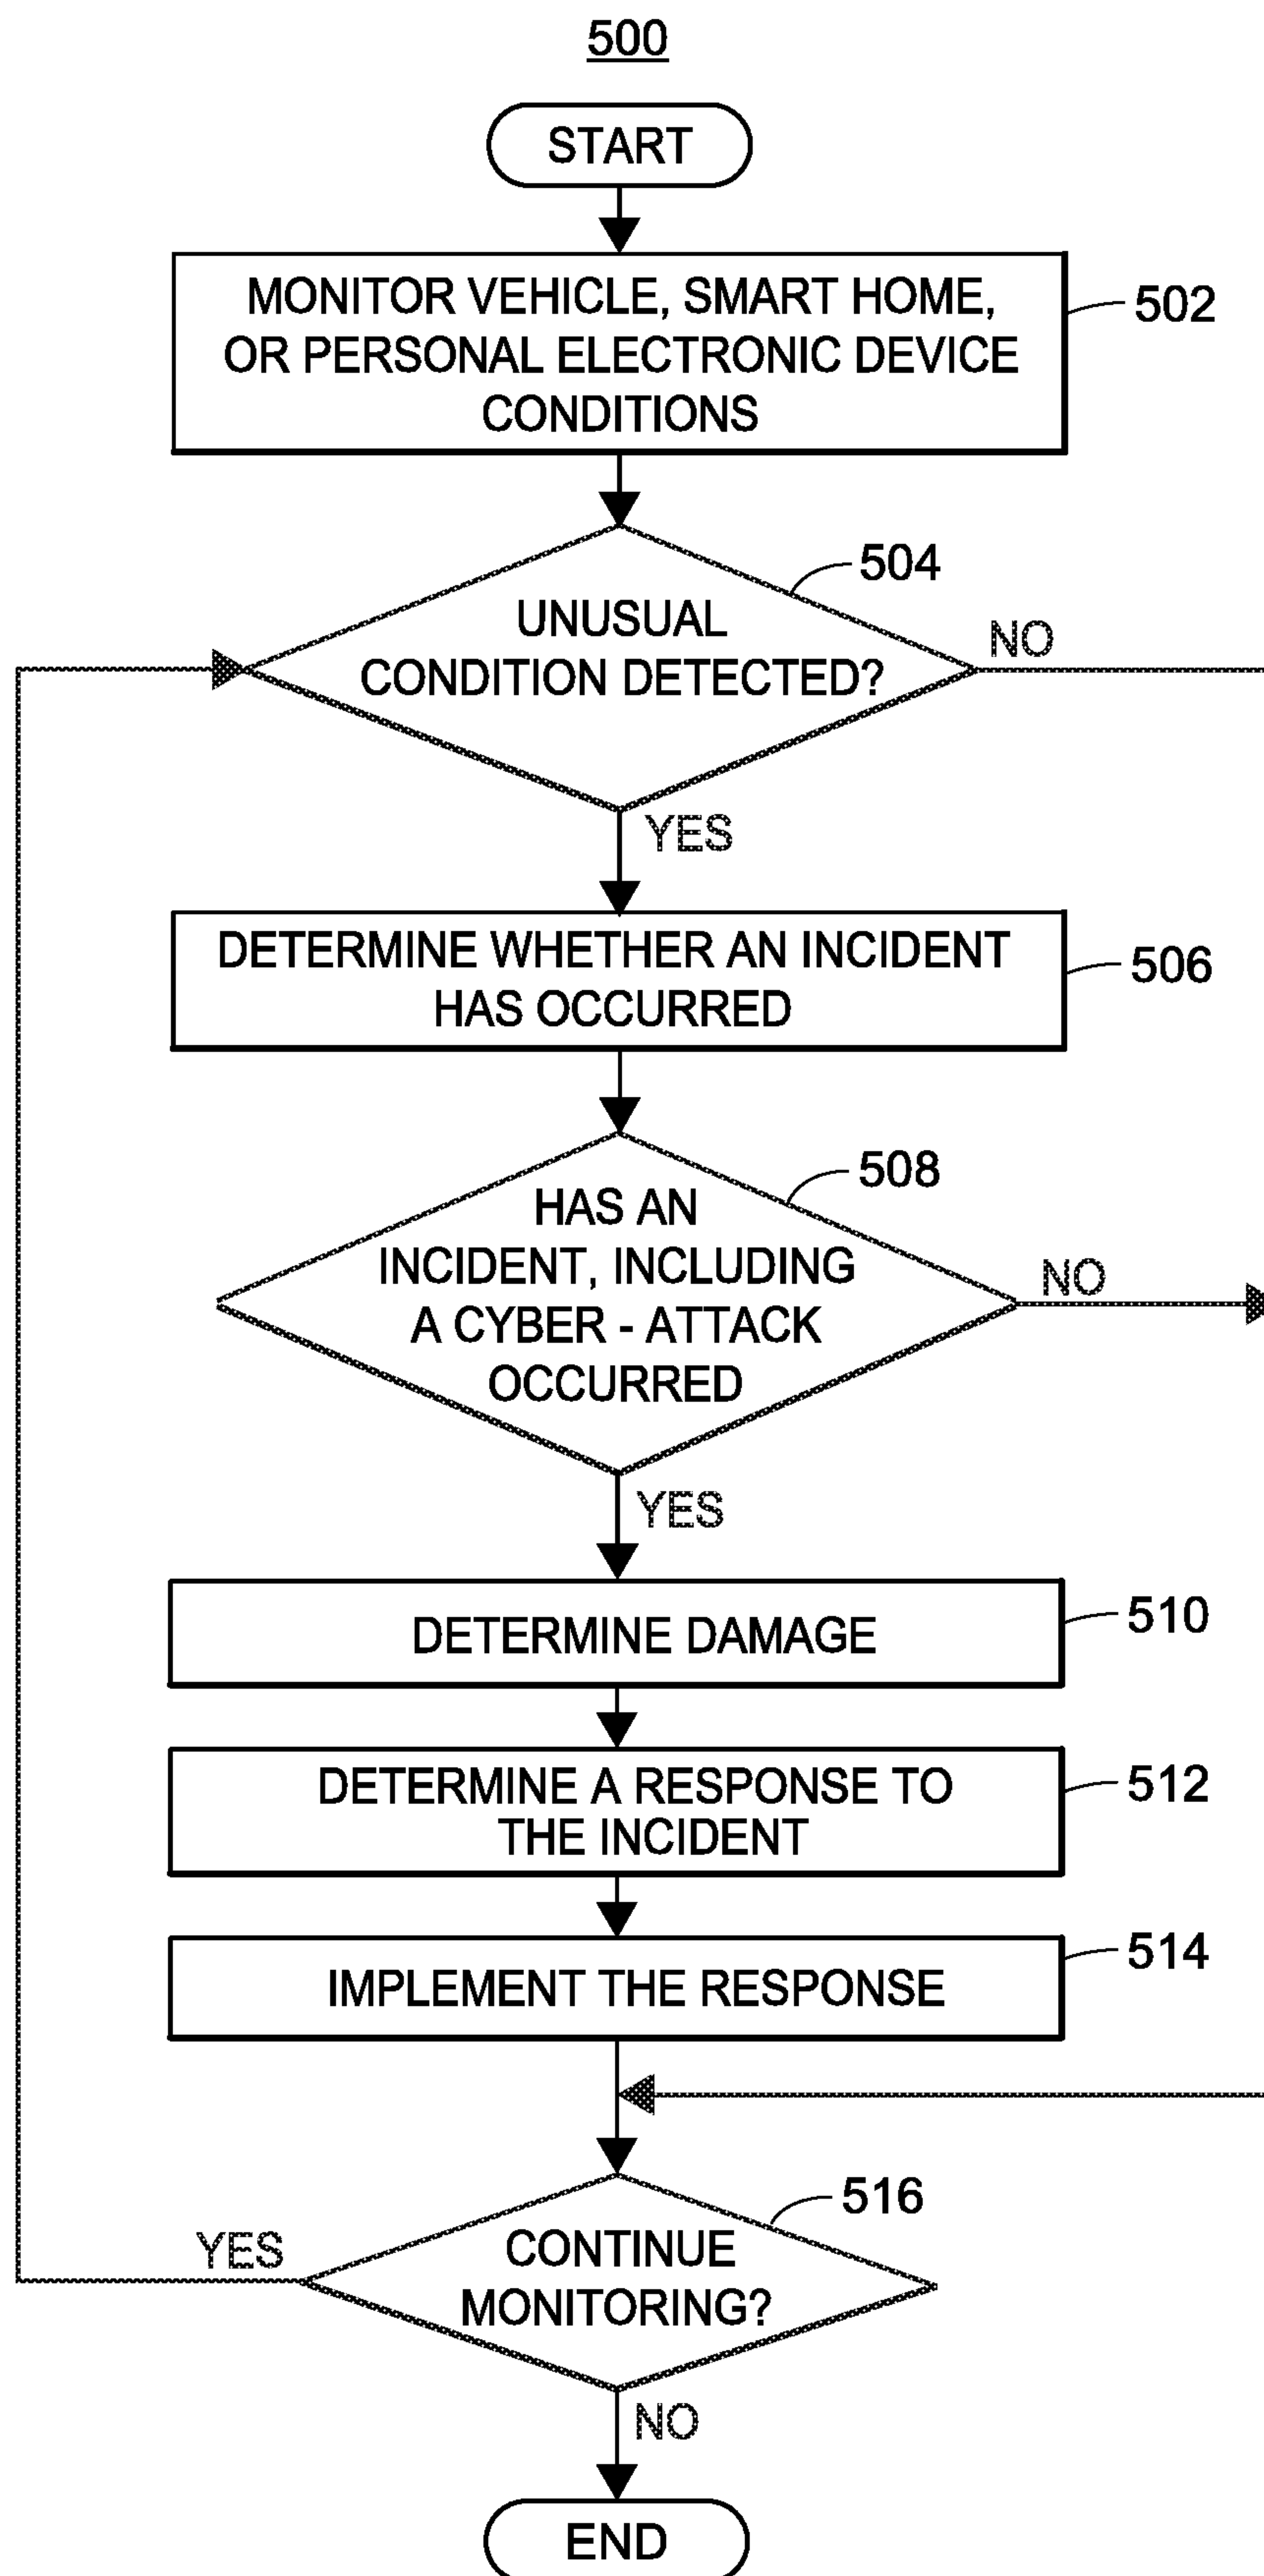 500
START
MONITOR VEHICLE, SMART HOME,
OR PERSONAL ELECTRONIC DEVICE
CONDITIONS
502
504
UNUSUAL
CONDITION DETECTED?
NO
YES
DETERMINE WHETHER AN INCIDENT
HAS OCCURRED
506
508
HAS AN
INCIDENT, INCLUDING
A CYBER - ATTACK
OCCURRED
NO
YES
DETERMINE DAMAGE
510
DETERMINE A RESPONSE TO
THE INCIDENT
512
IMPLEMENT THE RESPONSE
514
516
YES
CONTINUE
MONITORING?
NO
END